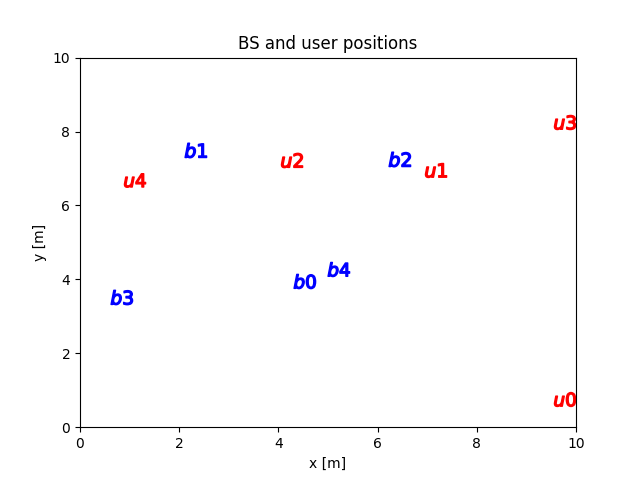 BS and user positions
10
u3
8
b1
u2
b2
u1
u4
6
y [m]
b4
4
b0
b3
2
u0
0
0 2 4 6 8 10
x [m]